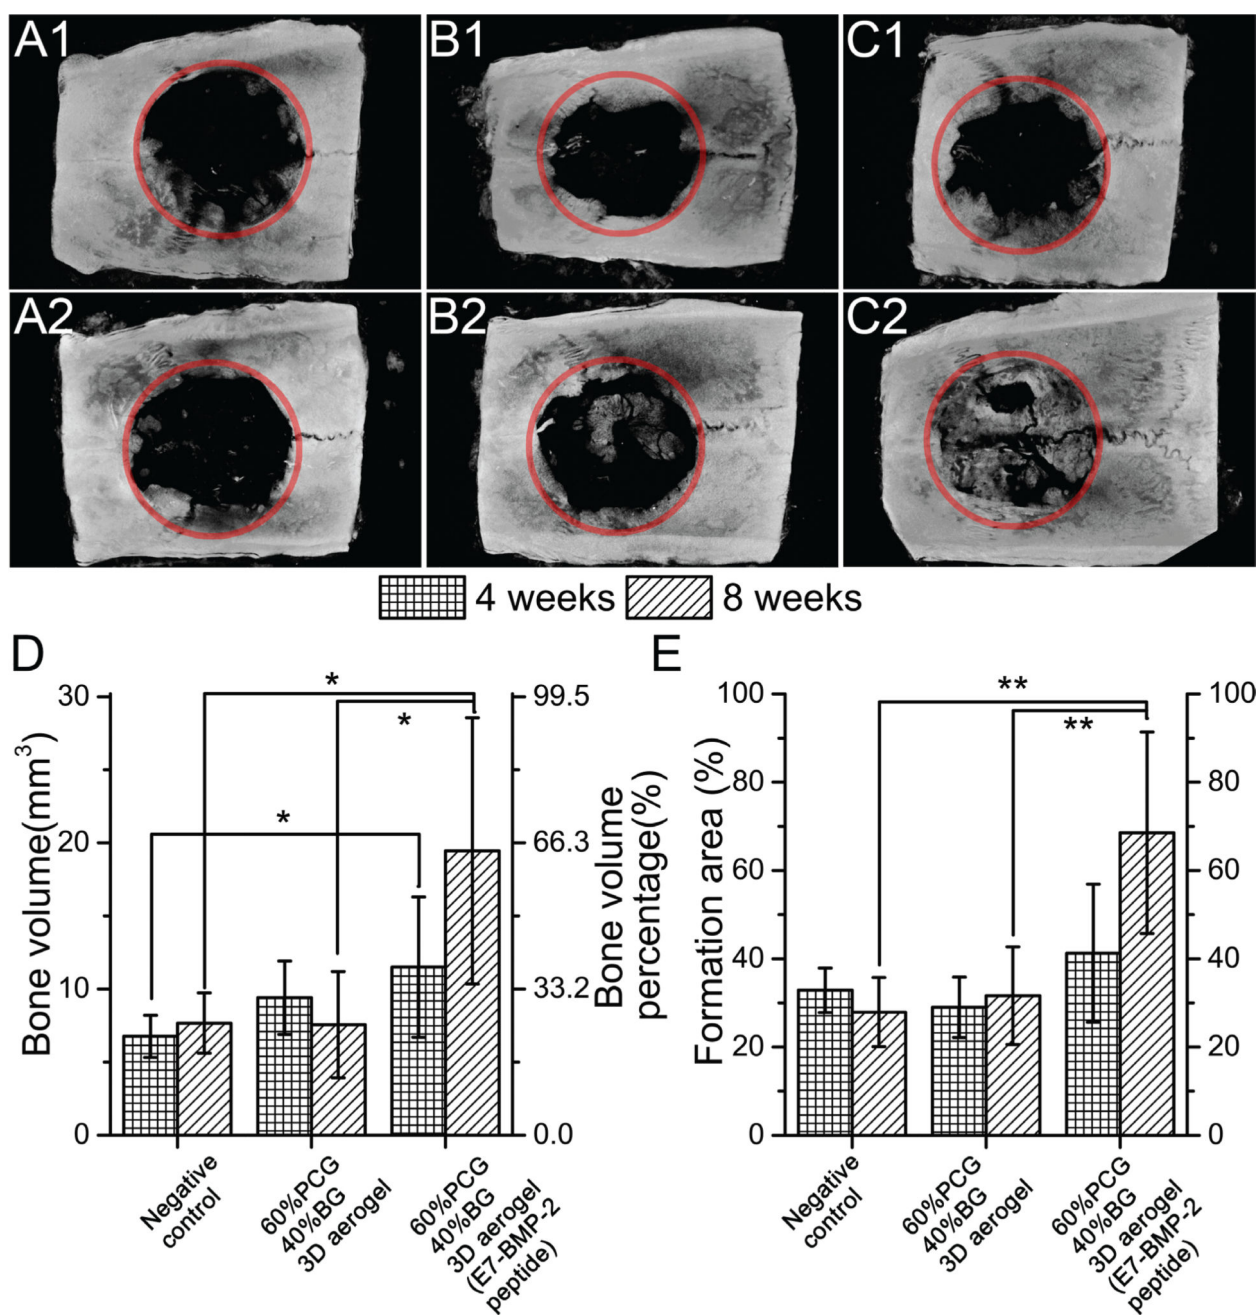 A1
B1
C1
A2
B2
C2
4 weeks
8 weeks
D
Bone volume(mm³)
30
20
10
0
*
*
*
99.5
66.3
33.2
0.0
Bone volume
percentage(%)
Negative
control
60%PCG
40%BG
3D aerogel
60%PCG
40%BG
3D aerogel
(E7-BMP-2
peptide)
E
Formation area (%)
100
80
60
40
20
0
**
**
100
80
60
40
20
0
Negative
control
60%PCG
40%BG
3D aerogel
60%PCG
40%BG
3D aerogel
(E7-BMP-2
peptide)